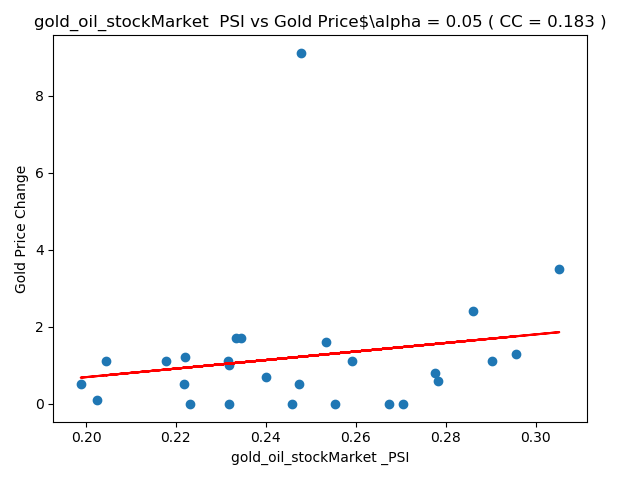 gold_oil_stockMarket  PSI vs Gold Price$\alpha = 0.05 ( CC = 0.183 )
Gold Price Change
8
6
4
2
0
0.20 0.22 0.24 0.26 0.28 0.30
gold_oil_stockMarket _PSI